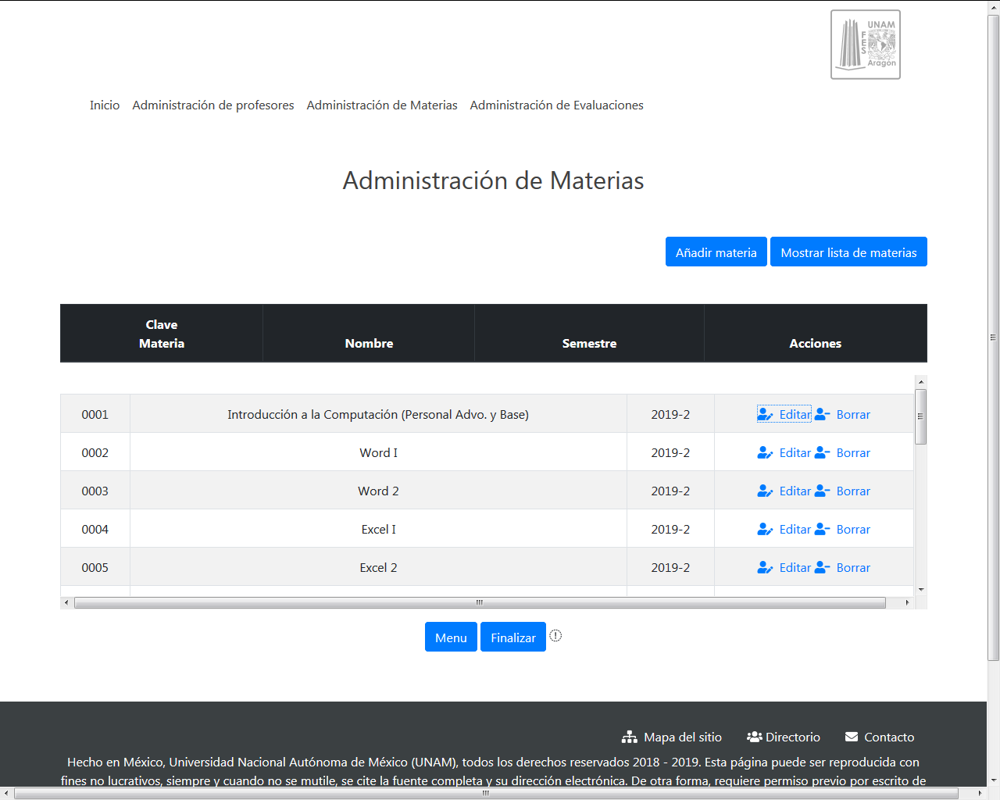 UNAM
FES
Aragón
Inicio Administración de profesores Administración de Materias Administración de Evaluaciones
Administración de Materias
Añadir materia Mostrar lista de materias
Clave Materia Nombre Semestre Acciones
0001 Introducción a la Computación (Personal Advo. y Base) 2019-2 Editar Borrar
0002 Word I 2019-2 Editar Borrar
0003 Word 2 2019-2 Editar Borrar
0004 Excel I 2019-2 Editar Borrar
0005 Excel 2 2019-2 Editar Borrar
Menu Finalizar
Mapa del sitio Directorio Contacto
Hecho en México, Universidad Nacional Autónoma de México (UNAM), todos los derechos reservados 2018 - 2019. Esta página puede ser reproducida con
fines no lucrativos, siempre y cuando no se mutile, se cite la fuente completa y su dirección electrónica. De otra forma, requiere permiso previo por escrito de